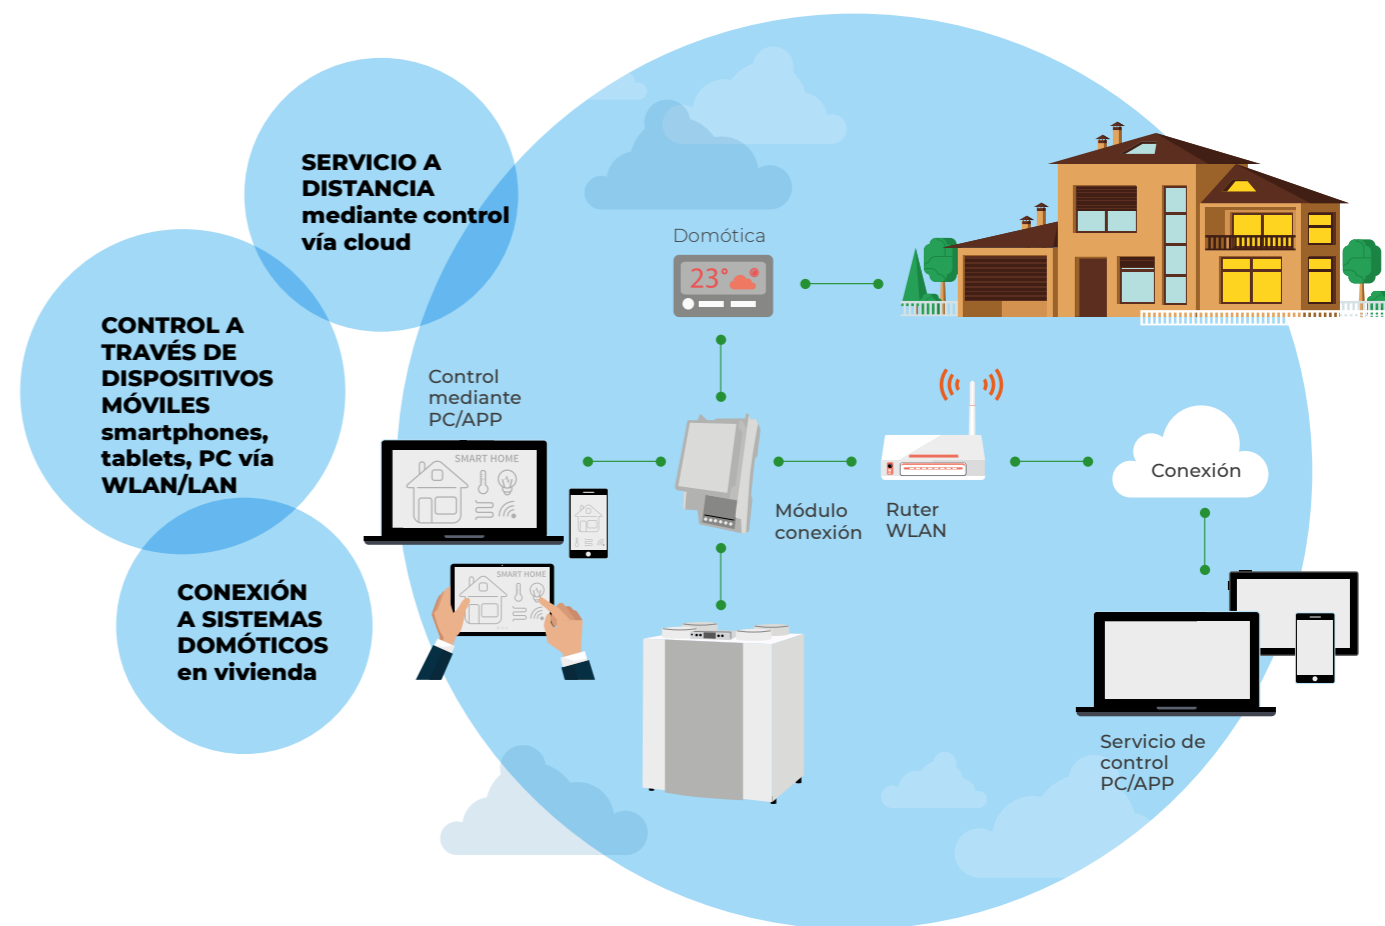 SERVICIO A
DISTANCIA
mediante control
vía cloud
CONTROL A
TRAVÉS DE
DISPOSITIVOS
MÓVILES
smartphones,
tablets, PC vía
WLAN/LAN
CONEXIÓN
A SISTEMAS
DOMÓTICOS
en vivienda
Domótica
23°
Control
mediante
PC/APP
SMART HOME
SMART HOME
Módulo
conexión
Ruter
WLAN
Conexión
Servicio de
control
PC/APP